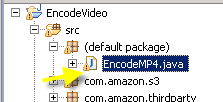 EncodeVideo
src
(default package)
EncodeMP4.java
com.amazon.s3
com.amazon.thirdparty